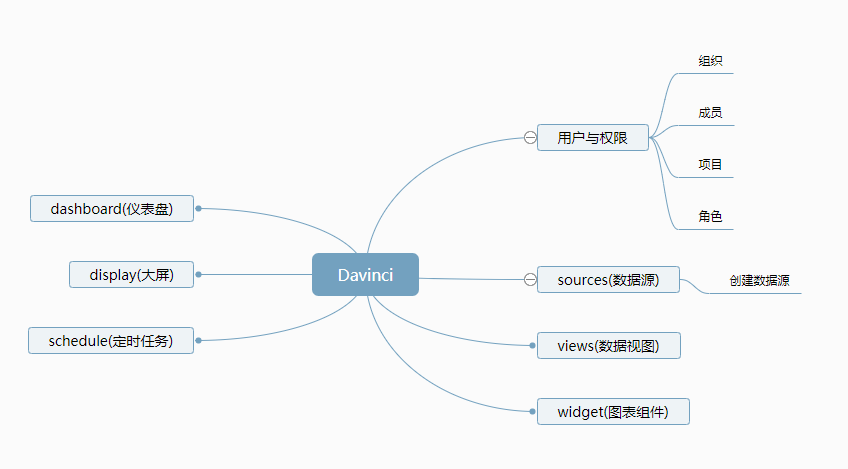 Davinci
用户与权限
组织
成员
项目
角色
sources(数据源)
创建数据源
views(数据视图)
widget(图表组件)
dashboard(仪表盘)
display(大屏)
schedule(定时任务)